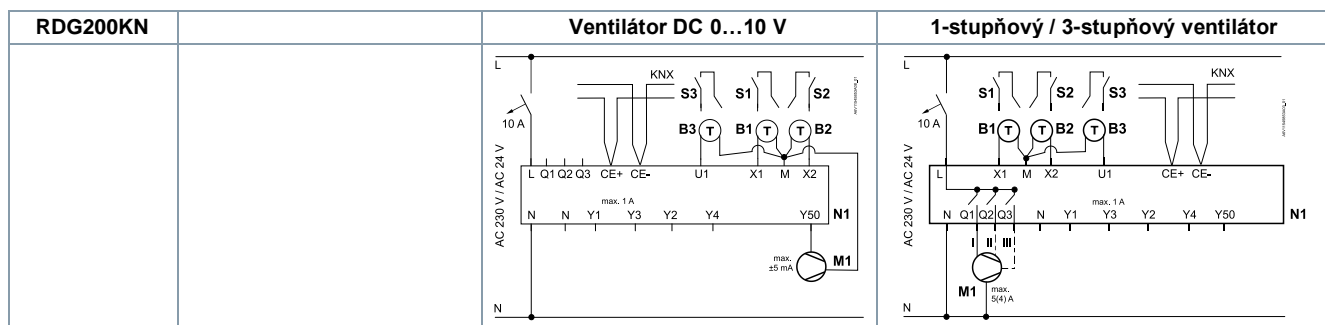 RDG200KN
Ventilátor DC 0…10 V
1-stupňový / 3-stupňový ventilátor
L
KNX
S3 S1 S2
10 A
B3 T B1 T T B2
AC 230 V / AC 24 V
L Q1 Q2 Q3 CE+ CE- U1 X1 M X2
max. 1 A
N N Y1 Y3 Y2 Y4 Y50 N1
max.
±5 mA
M1
N
L
KNX
S1 S2 S3
10 A
B1 T T B2 T B3
AC 230 V / AC 24 V
L X1 M X2 U1 CE+ CE-
max. 1 A
N Q1 Q2 Q3 N Y1 Y3 Y2 Y4 Y50 N1
I II III
M1
max.
5(4) A
N